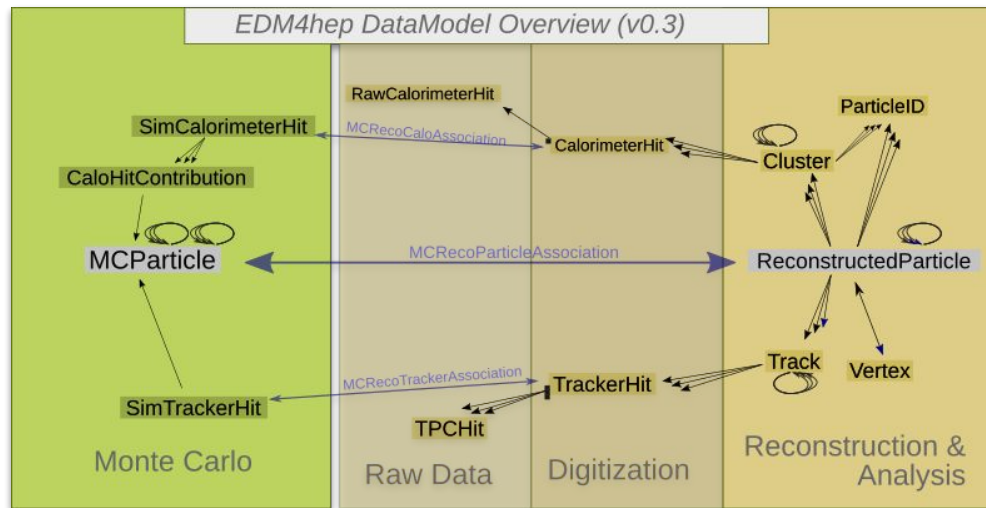 EDM4hep DataModel Overview (v0.3)
RawCalorimeterHit
ParticleID
SimCalorimeterHit
MCRecoCaloAssociation
CalorimeterHit
Cluster
CaloHitContribution
MCRecoParticleAssociation
MCParticle
ReconstructedParticle
MCRecoTrackerAssociation
Track
Vertex
TrackerHit
SimTrackerHit
TPCHit
Monte Carlo
Raw Data
Digitization
Reconstruction &
Analysis